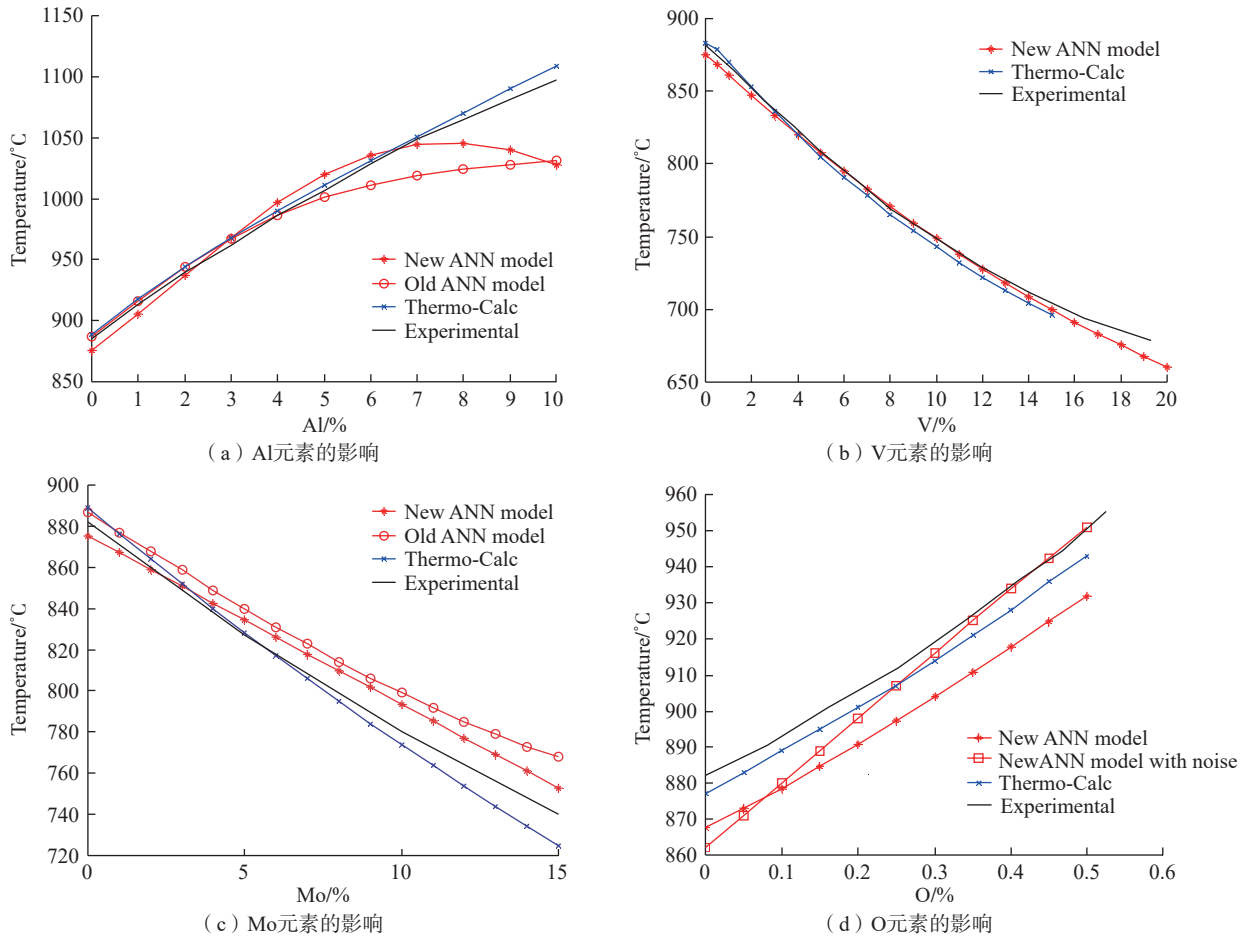 1150
1100
1050
1000
950
900
850
Temperature/°C
New ANN model
Old ANN model
Thermo-Calc
Experimental
0 1 2 3 4 5 6 7 8 9 10
Al/%
（a）Al元素的影响
900
850
800
750
700
650
Temperature/°C
New ANN model
Thermo-Calc
Experimental
0 2 4 6 8 10 12 14 16 18 20
V/%
（b）V元素的影响
900
880
860
840
820
800
780
760
740
720
Temperature/°C
New ANN model
Old ANN model
Thermo-Calc
Experimental
0 5 10 15
Mo/%
（c）Mo元素的影响
960
950
940
930
920
910
900
890
880
870
860
Temperature/°C
New ANN model
NewANN model with noise
Thermo-Calc
Experimental
0 0.1 0.2 0.3 0.4 0.5 0.6
O/%
（d）O元素的影响